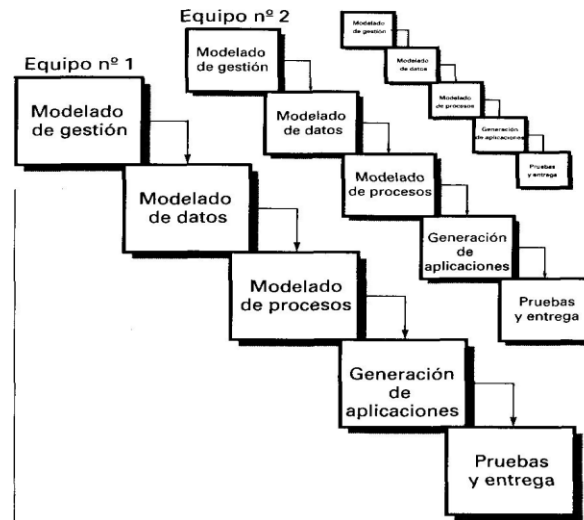 Equipo nº 1
Modelado
de gestión
Modelado
de datos
Modelado
de procesos
Generación
de
aplicaciones
Pruebas
y entrega
Equipo nº 2
Modelado
de gestión
Modelado
de datos
Modelado
de procesos
Generación
de
aplicaciones
Pruebas
y entrega
Modelado
de gestión
Modelado
de datos
Modelado
de procesos
Generación
de aplicaciones
Pruebas
y entrega